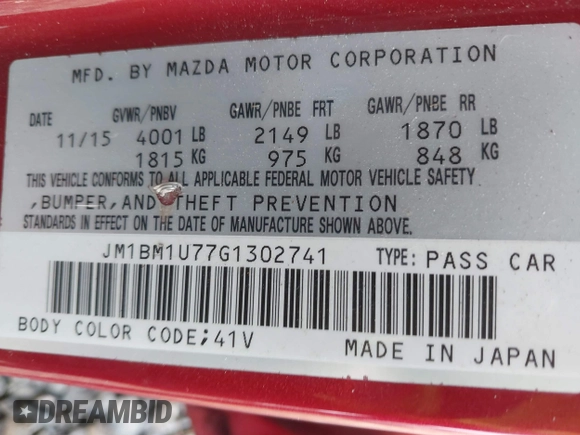 MFD. BY MAZDA MOTOR CORPORATION
DATE GVWR/PNBV GAWR/PNBE FRT GAWR/PNBE RR
11/15 4001 LB 2149 LB 1870 LB
1815 KG 975 KG 848 KG
THIS VEHICLE CONFORMS TO ALL APPLICABLE FEDERAL MOTOR VEHICLE SAFETY
,BUMPER,AND THEFT PREVENTION
STANDARDS IN EFFECT ON THE DATE OF MANUFACTURE SHOWN ABOVE.
JM1BM1U77G1302741 TYPE: PASS CAR
BODY COLOR CODE;41V MADE IN JAPAN
DREAMBID